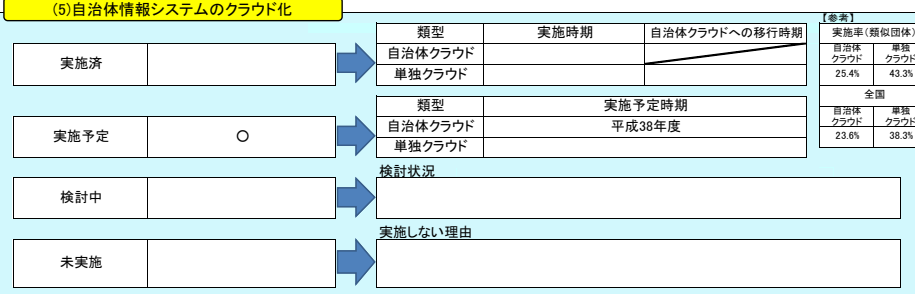 (5)自治体情報システムのクラウド化
【参考】
類型 実施時期 自治体クラウドへの移行時期
実施率(類似団体)
実施済
自治体クラウド
単独クラウド
自治体
クラウド
単独
クラウド
25.4% 43.3%
全国
自治体
クラウド
単独
クラウド
23.6% 38.3%
類型 実施予定時期
実施予定 〇
自治体クラウド 平成38年度
単独クラウド
検討状況
検討中
実施しない理由
未実施